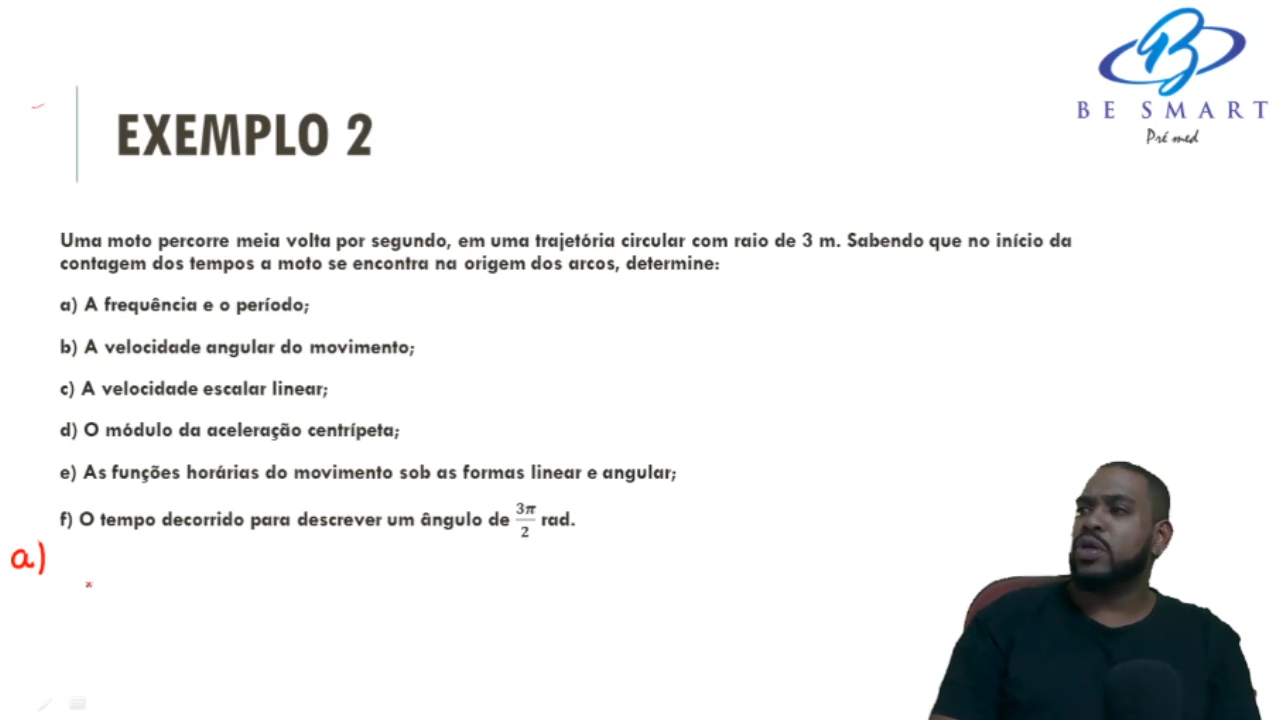 BE SMART
Pré med
EXEMPLO 2
Uma moto percorre meia volta por segundo, em uma trajetória circular com raio de 3 m. Sabendo que no início da
contagem dos tempos a moto se encontra na origem dos arcos, determine:
a) A frequência e o período;
b) A velocidade angular do movimento;
c) A velocidade escalar linear;
d) O módulo da aceleração centrípeta;
e) As funções horárias do movimento sob as formas linear e angular;
f) O tempo decorrido para descrever um ângulo de 3π/2 rad.
a)